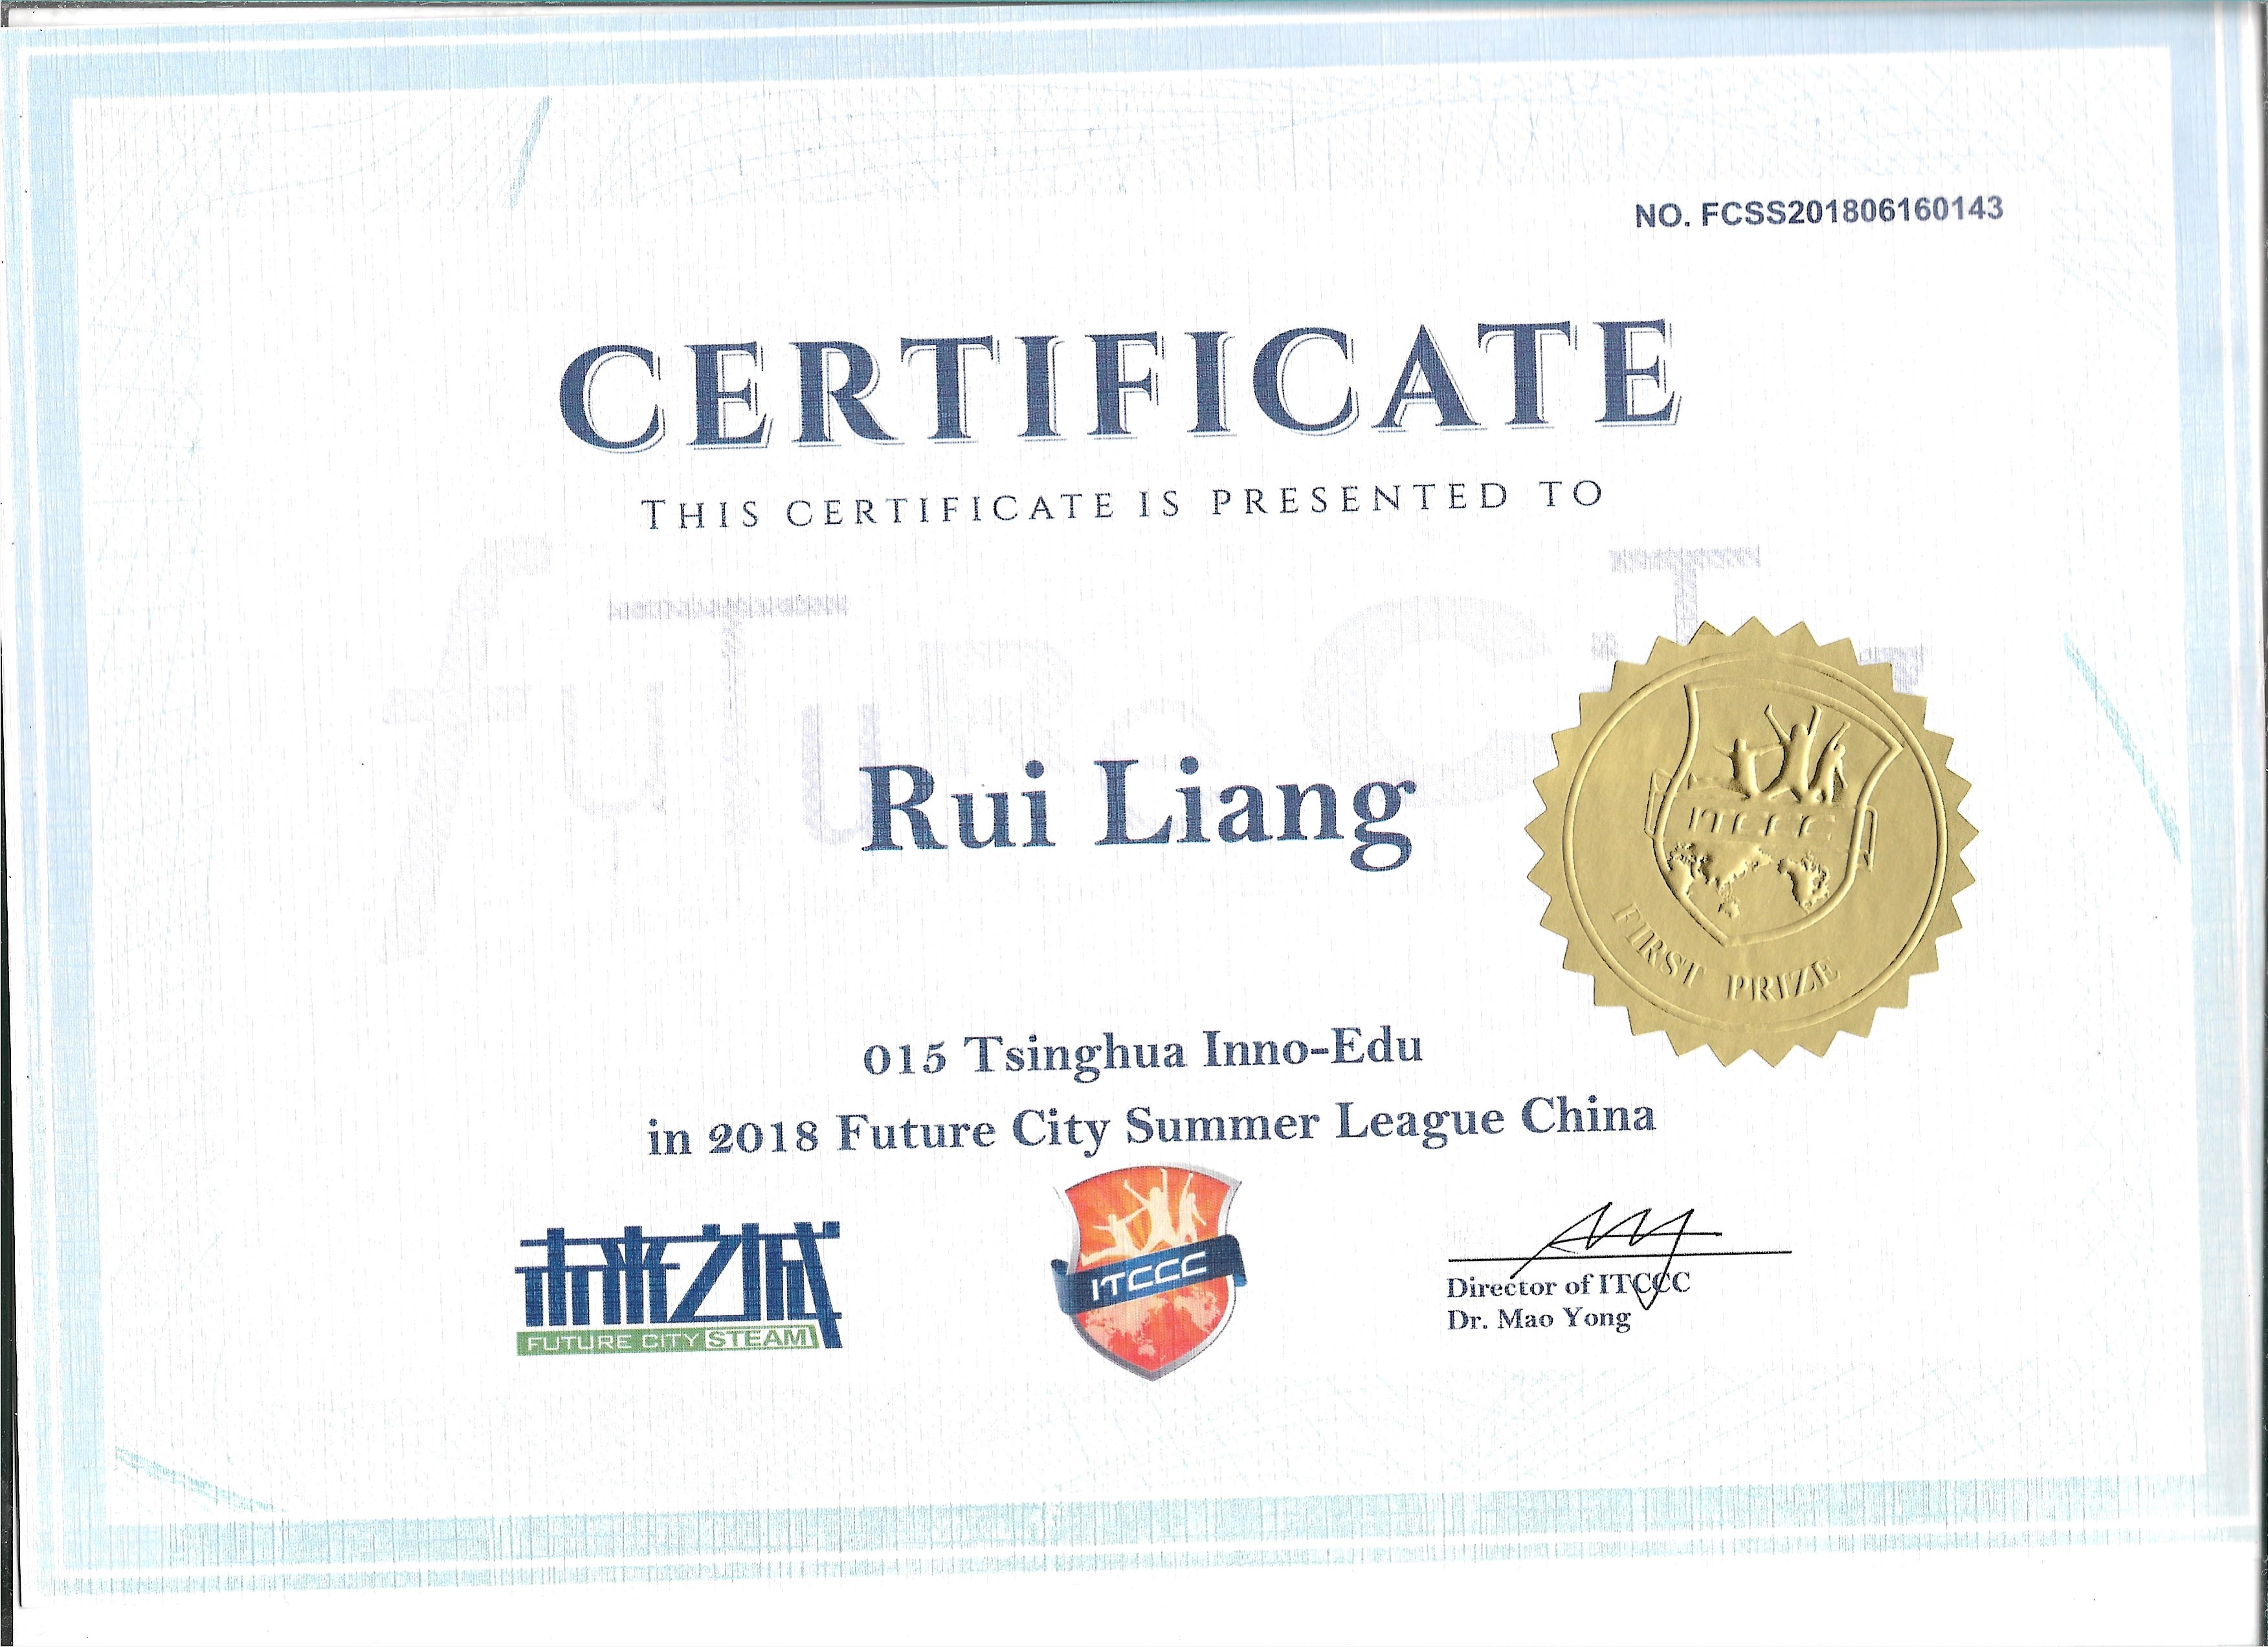 NO. FCSS201806160143
CERTIFICATE
THIS CERTIFICATE IS PRESENTED TO
fuTuRe CiTy
Rui Liang
ITCCC
FIRST PRIZE
015 Tsinghua Inno-Edu
in 2018 Future City Summer League China
未来之城
FUTURE CITY STEAM
ITCCC
Director of ITCCC
Dr. Mao Yong